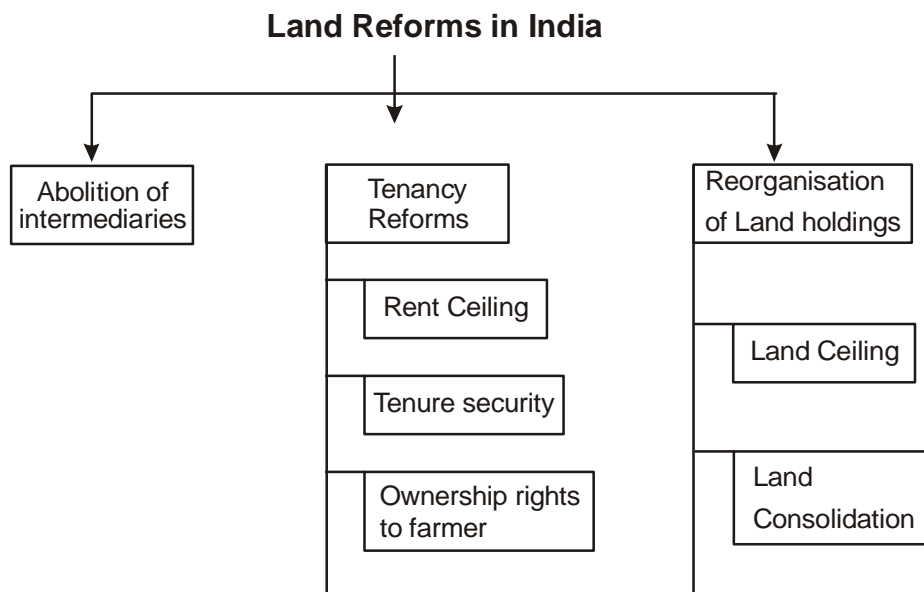 Land Reforms in India
Abolition of
intermediaries
Tenancy
Reforms
Rent Ceiling
Tenure security
Ownership rights
to farmer
Reorganisation
of Land holdings
Land Ceiling
Land
Consolidation